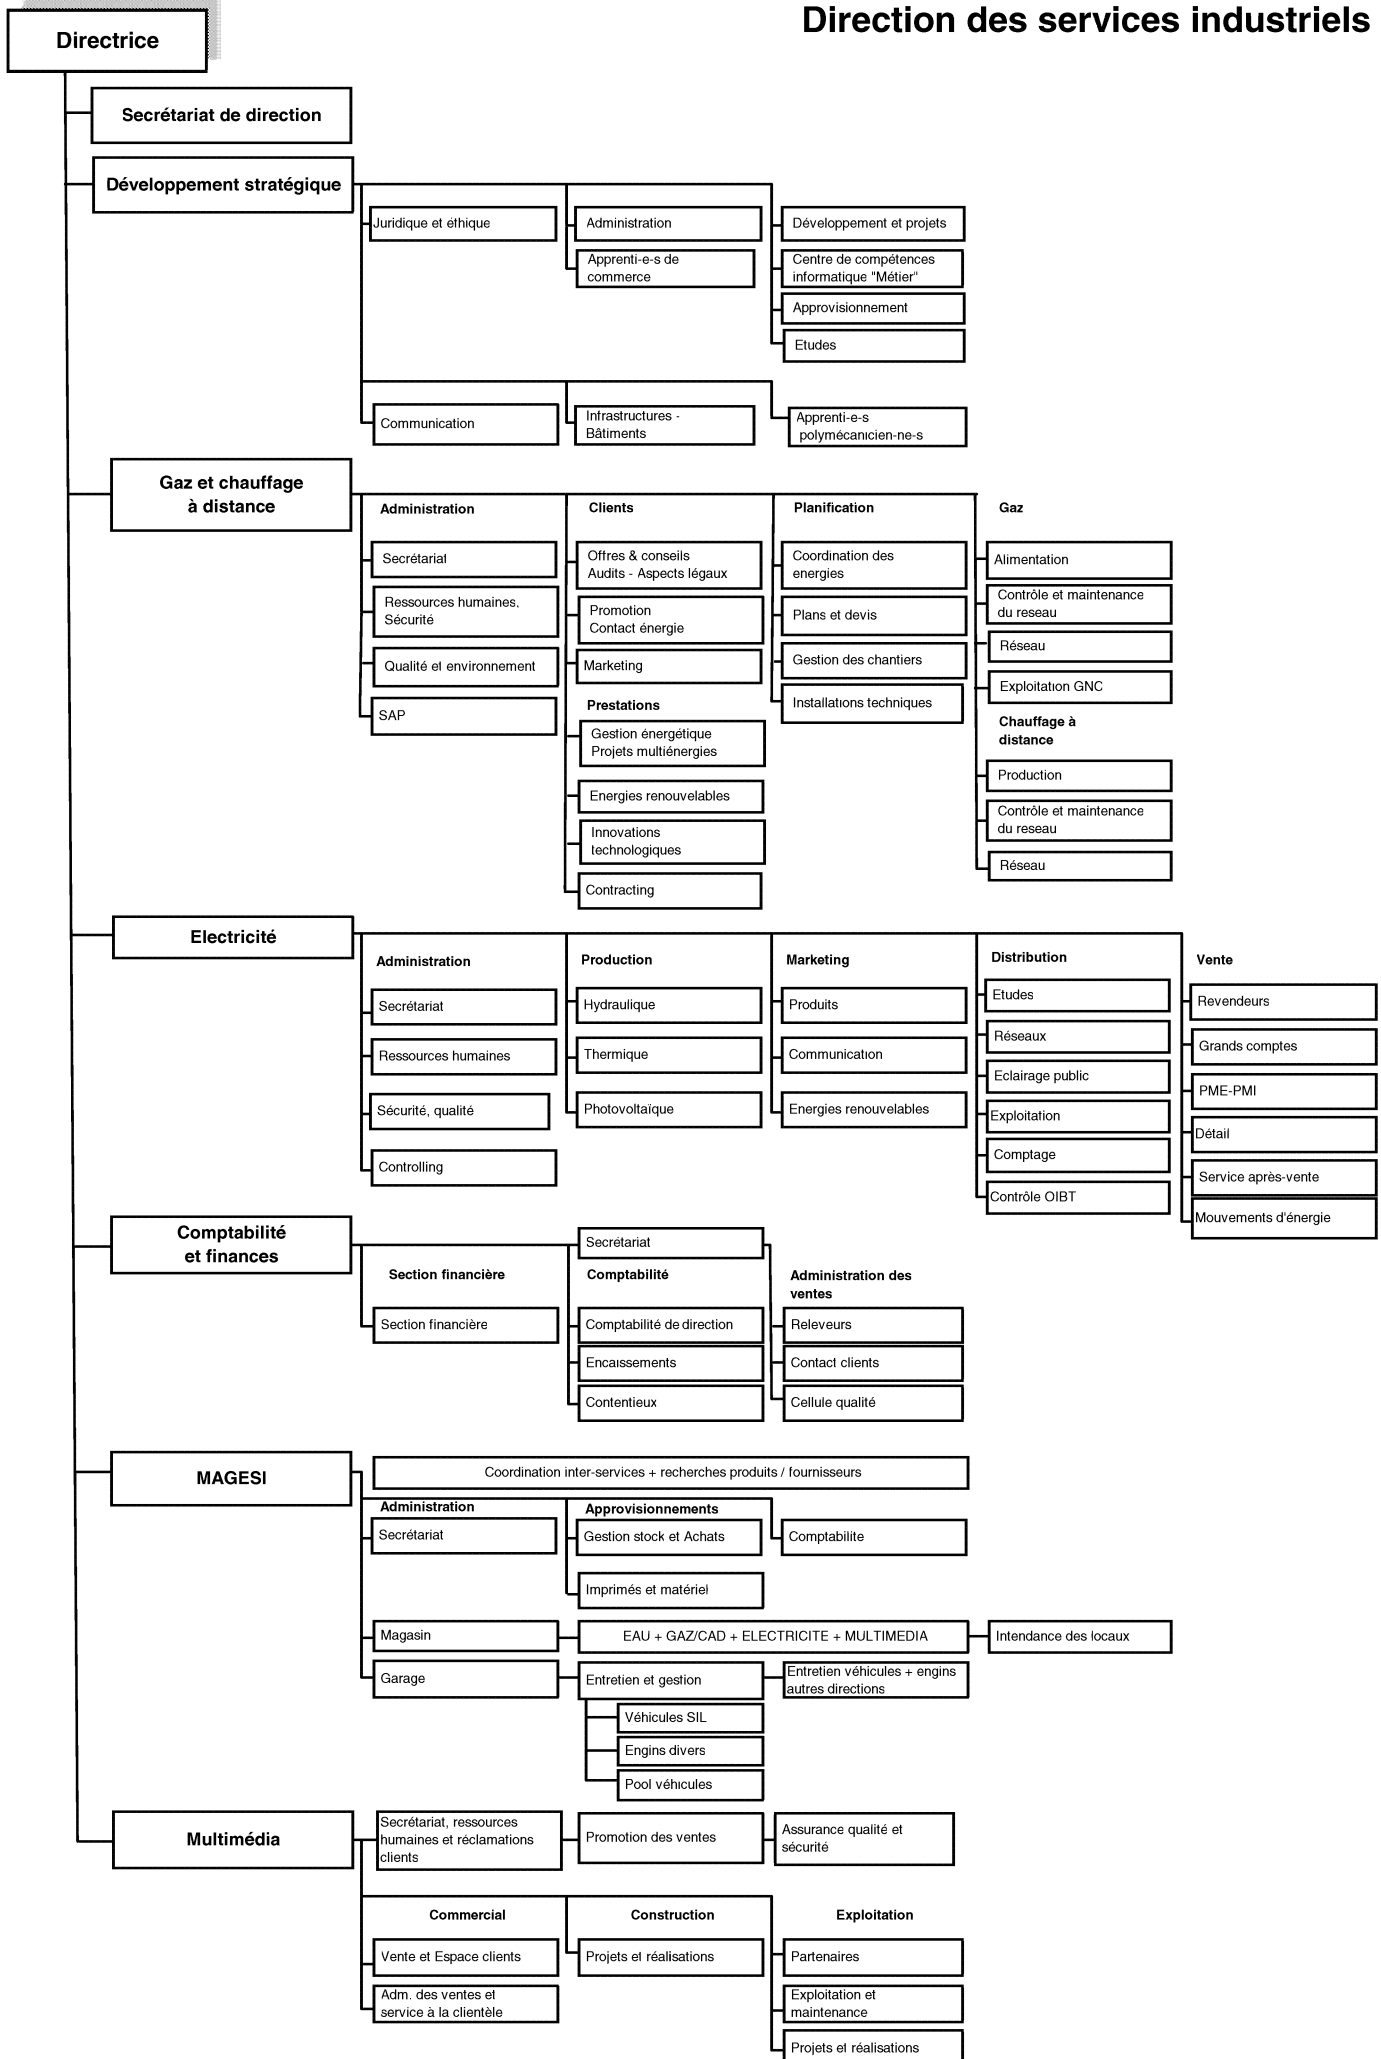 Direction des services industriels
Directrice
Secrétariat de direction
Développement stratégique
Juridique et éthique
Administration
Développement et projets
Apprenti-e-s de
commerce
Centre de compétences
informatique "Métier"
Approvisionnement
Etudes
Communication
Infrastructures -
Bâtiments
Apprenti-e-s
polymécanicien-ne-s
Gaz et chauffage
à distance
Administration
Secrétariat
Ressources humaines,
Sécurité
Qualité et environnement
SAP
Clients
Offres & conseils
Audits - Aspects légaux
Promotion
Contact énergie
Marketing
Prestations
Gestion énergétique
Projets multiénergies
Energies renouvelables
Innovations
technologiques
Contracting
Planification
Coordination des
energies
Plans et devis
Gestion des chantiers
Installations techniques
Gaz
Alimentation
Contrôle et maintenance
du reseau
Réseau
Exploitation GNC
Chauffage à
distance
Production
Contrôle et maintenance
du reseau
Réseau
Electricité
Administration
Secrétariat
Ressources humaines
Sécurité, qualité
Controlling
Production
Hydraulique
Thermique
Photovoltaïque
Marketing
Produits
Communication
Energies renouvelables
Distribution
Etudes
Réseaux
Eclairage public
Exploitation
Comptage
Contrôle OIBT
Vente
Revendeurs
Grands comptes
PME-PMI
Détail
Service après-vente
Mouvements d'énergie
Comptabilité
et finances
Secrétariat
Section financière
Section financière
Comptabilité
Comptabilité de direction
Encaissements
Contentieux
Administration des
ventes
Releveurs
Contact clients
Cellule qualité
MAGESI
Coordination inter-services + recherches produits / fournisseurs
Administration
Secrétariat
Approvisionnements
Gestion stock et Achats
Imprimés et matériel
Comptabilite
Magasin
EAU + GAZ/CAD + ELECTRICITE + MULTIMEDIA
Intendance des locaux
Garage
Entretien et gestion
Entretien véhicules + engins
autres directions
Véhicules SIL
Engins divers
Pool véhicules
Multimédia
Secrétariat, ressources
humaines et réclamations
clients
Promotion des ventes
Assurance qualité et
sécurité
Commercial
Vente et Espace clients
Adm. des ventes et
service à la clientèle
Construction
Projets et réalisations
Exploitation
Partenaires
Exploitation et
maintenance
Projets et réalisations